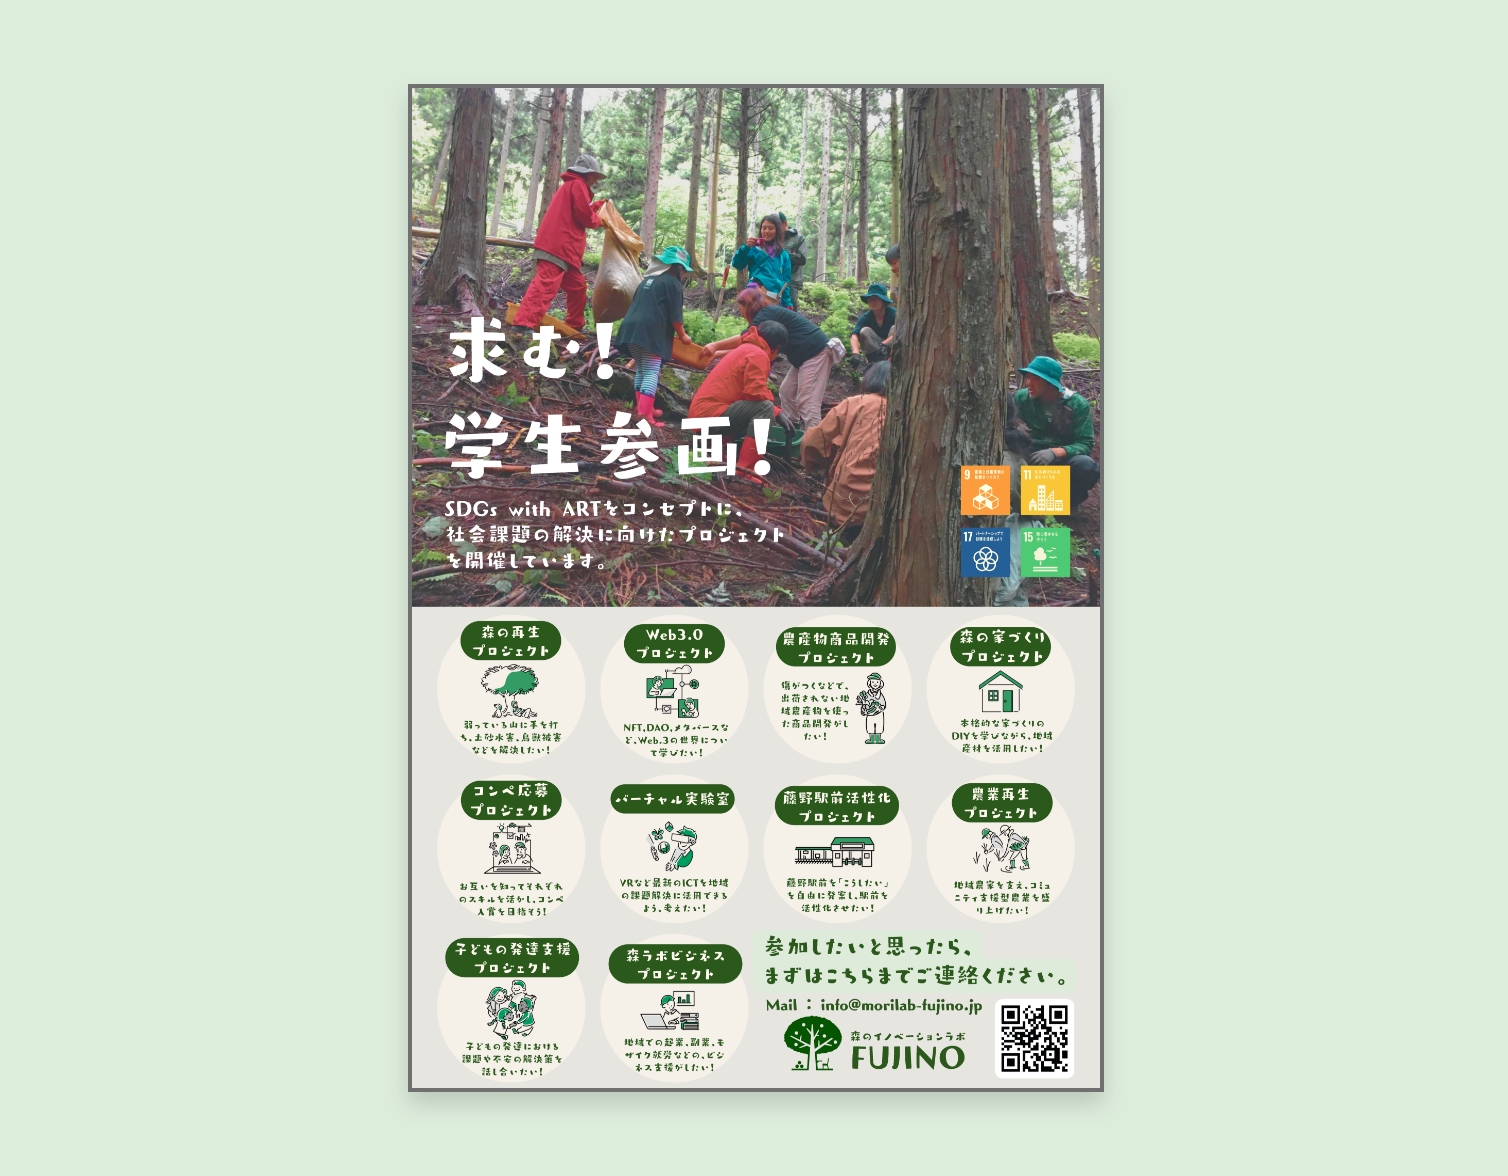 求む!
学生参画!
SDGs with ARTをコンセプトに、
社会課題の解決に向けたプロジェクト
を開催しています。
9
11
17 パートナーシップで
目標を達成しよう
15
森の再生
プロジェクト
弱っている山に手を打
ち、土砂水害、鳥獣被害
などを解決したい!
Web3.0
プロジェクト
NFT,DAO,メタバースな
ど、Web.3の世界につい
て学びたい!
農産物商品開発
プロジェクト
傷がつくなどで、
出荷されない地
域農産物を使っ
た商品開発がし
たい!
森の家づくり
プロジェクト
本格的な家づくりの
DIYを学びながら、地域
産材を活用したい!
コンペ応募
プロジェクト
お互いを知ってそれぞれ
のスキルを活かし、コンペ
入賞を目指そう!
バーチャル実験室
VRなど最新のICTを地域
の課題解決に活用できる
よう、考えたい!
藤野駅前活性化
プロジェクト
藤野駅前を「こうしたい」
を自由に発案し、駅前を
活性化させたい!
農業再生
プロジェクト
地域農家を支え、コミュ
ニティ支援型農業を盛
り上げたい!
子どもの発達支援
プロジェクト
子どもの発達における
課題や不安の解決策を
話し合いたい!
森ラボビジネス
プロジェクト
地域での起業、副業、モ
ザイク就労などの、ビジ
ネス支援がしたい!
参加したいと思ったら、
まずはこちらまでご連絡ください。
Mail : info@morilab-fujino.jp
森のイノベーションラボ
FUJINO